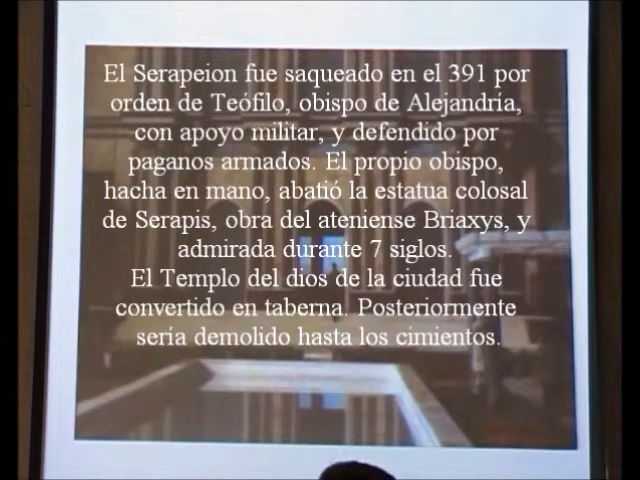 El Serapeion fue saqueado en el 391 por
orden de Teófilo, obispo de Alejandría,
con apoyo militar, y defendido por
paganos armados. El propio obispo,
hacha en mano, abatió la estatua colosal
de Serapis, obra del ateniense Briaxys, y
admirada durante 7 siglos.
El Templo del dios de la ciudad fue
convertido en taberna. Posteriormente
sería demolido hasta los cimientos.